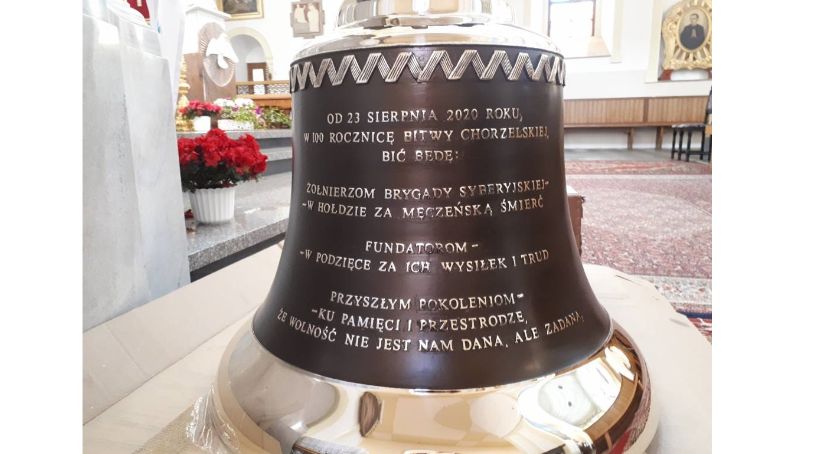 OD 23 SIERPNIA 2020 ROKU,
W 100 ROCZNICĘ BITWY CHORZELSKIEJ,
BIĆ BĘDĘ:
ŻOŁNIERZOM BRYGADY SYBERYJSKIEJ-
-W HOŁDZIE ZA MĘCZEŃSKĄ ŚMIERĆ
FUNDATOROM-
-W PODZIĘCE ZA ICH WYSIŁEK I TRUD
PRZYSZŁYM POKOLENIOM-
-KU PAMIĘCI I PRZESTRODZE,
ŻE WOLNOŚĆ NIE JEST NAM DANA, ALE ZADANA,